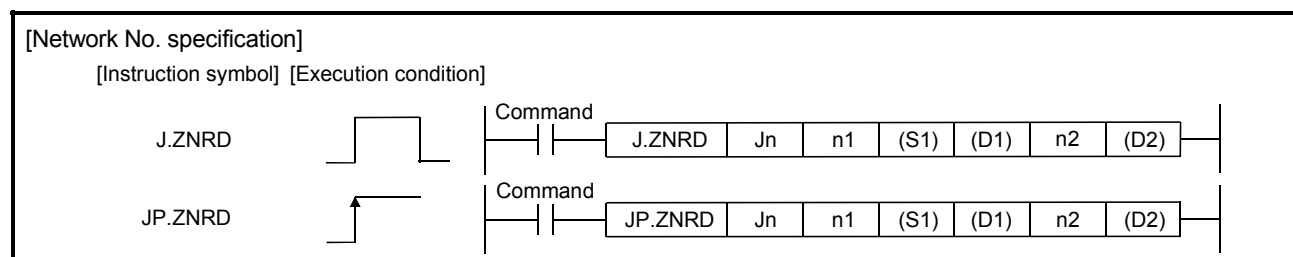 [Network No. specification]
[Instruction symbol] [Execution condition]
Command
J.ZNRD J.ZNRD Jn n1 (S1) (D1) n2 (D2)
Command
JP.ZNRD JP.ZNRD Jn n1 (S1) (D1) n2 (D2)